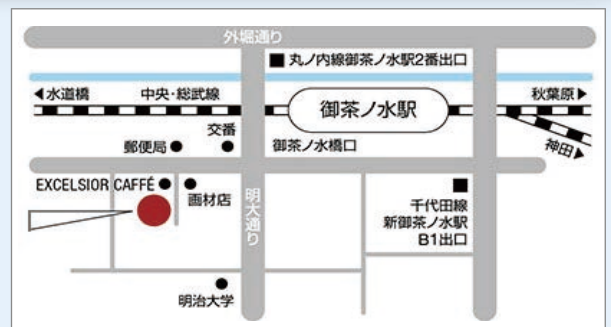 外堀通り
■丸ノ内線御茶ノ水駅2番出口
◀水道橋
中央・総武線
御茶ノ水駅
秋葉原▶
神田▶
交番
郵便局●
御茶ノ水橋口
EXCELSIOR CAFFÉ●
画材店
明大通り
千代田線
新御茶ノ水駅
B1出口
明治大学